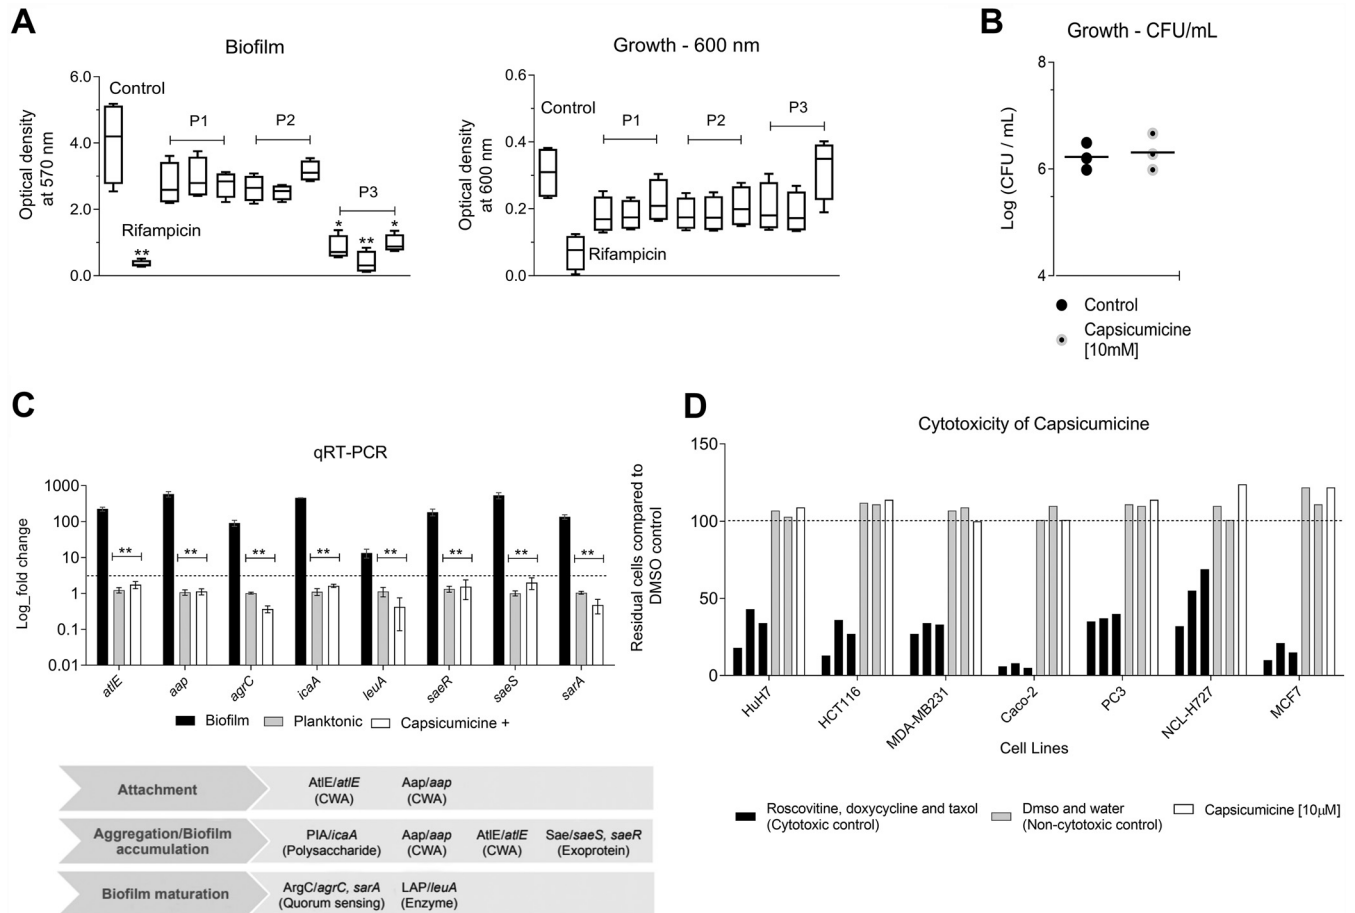 A
Biofilm
Optical density
at 570 nm
6.0
4.0
2.0
0.0
Control
Rifampicin
**
P1
P2
P3
*
**
*
Growth - 600 nm
Optical density
at 600 nm
0.6
0.4
0.2
0.0
Control
Rifampicin
P1
P2
P3
B
Growth - CFU/mL
Log (CFU / mL)
8
6
4
Control
Capsicumicine
[10mM]
C
qRT-PCR
Log_fold change
1000
100
10
1
0.1
0.01
** ** ** ** ** ** ** **
atlE aap agrC icaA leuA saeR saeS sarA
Biofilm Planktonic Capsicumicine +
Attachment
AtlE/atlE Aap/aap
(CWA) (CWA)
Aggregation/Biofilm
accumulation
PIA/icaA Aap/aap AtlE/atlE Sae/saeS, saeR
(Polysaccharide) (CWA) (CWA) (Exoprotein)
Biofilm maturation
ArgC/agrC, sarA LAP/leuA
(Quorum sensing) (Enzyme)
D
Cytotoxicity of Capsicumicine
Residual cells compared to
DMSO control
150
100
50
0
HuH7 HCT116 MDA-MB231 Caco-2 PC3 NCL-H727 MCF7
Cell Lines
Roscovitine, doxycycline and taxol
(Cytotoxic control)
Dmso and water
(Non-cytotoxic control)
Capsicumicine [10μM]